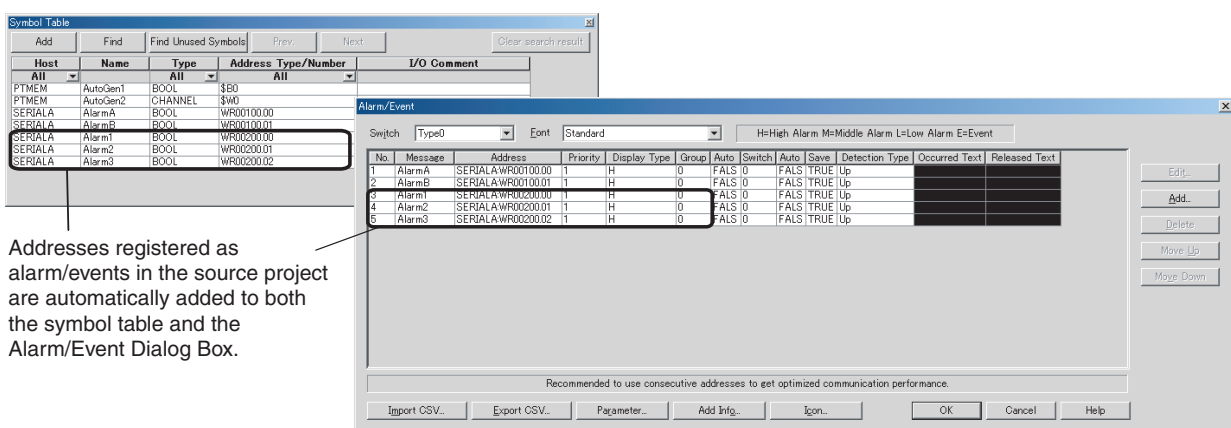 Symbol Table
Add Find Find Unused Symbols Prev. Next Clear search result
Host Name Type Address Type/Number I/O Comment
All All All
PTMEM AutoGen1 BOOL $B0
PTMEM AutoGen2 CHANNEL $W0
SERIALA AlarmA BOOL WR00100.00
SERIALA AlarmB BOOL WR00100.01
SERIALA Alarm1 BOOL WR00200.00
SERIALA Alarm2 BOOL WR00200.01
SERIALA Alarm3 BOOL WR00200.02
Addresses registered as
alarm/events in the source project
are automatically added to both
the symbol table and the
Alarm/Event Dialog Box.
Alarm/Event
Switch Type0 Font Standard H=High Alarm M=Middle Alarm L=Low Alarm E=Event
No. Message Address Priority Display Type Group Auto Switch Auto Save Detection Type Occurred Text Released Text
1 AlarmA SERIALA:WR00100.00 1 H 0 FALS 0 FALS TRUE Up
2 AlarmB SERIALA:WR00100.01 1 H 0 FALS 0 FALS TRUE Up
3 Alarm1 SERIALA:WR00200.00 1 H 0 FALS 0 FALS TRUE Up
4 Alarm2 SERIALA:WR00200.01 1 H 0 FALS 0 FALS TRUE Up
5 Alarm3 SERIALA:WR00200.02 1 H 0 FALS 0 FALS TRUE Up
Edit...
Add...
Delete
Move Up
Move Down
Recommended to use consecutive addresses to get optimized communication performance.
Import CSV... Export CSV... Parameter... Add Info... Icon... OK Cancel Help